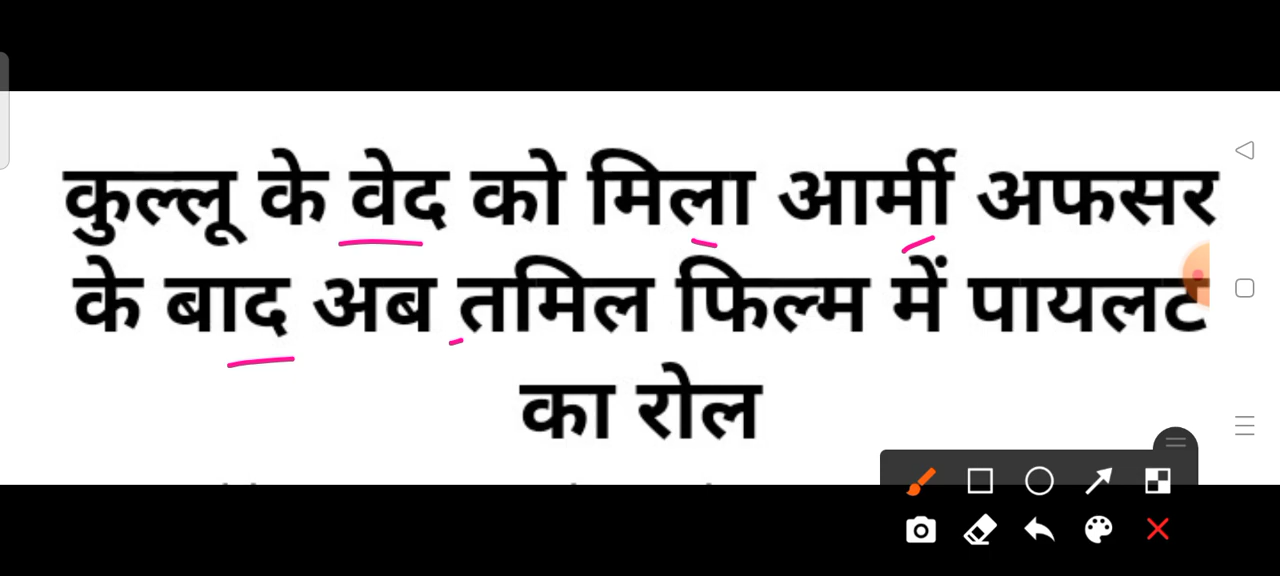 कुल्लू के वेद को मिला आर्मी अफसर
के बाद अब तमिल फिल्म में पायलट
का रोल